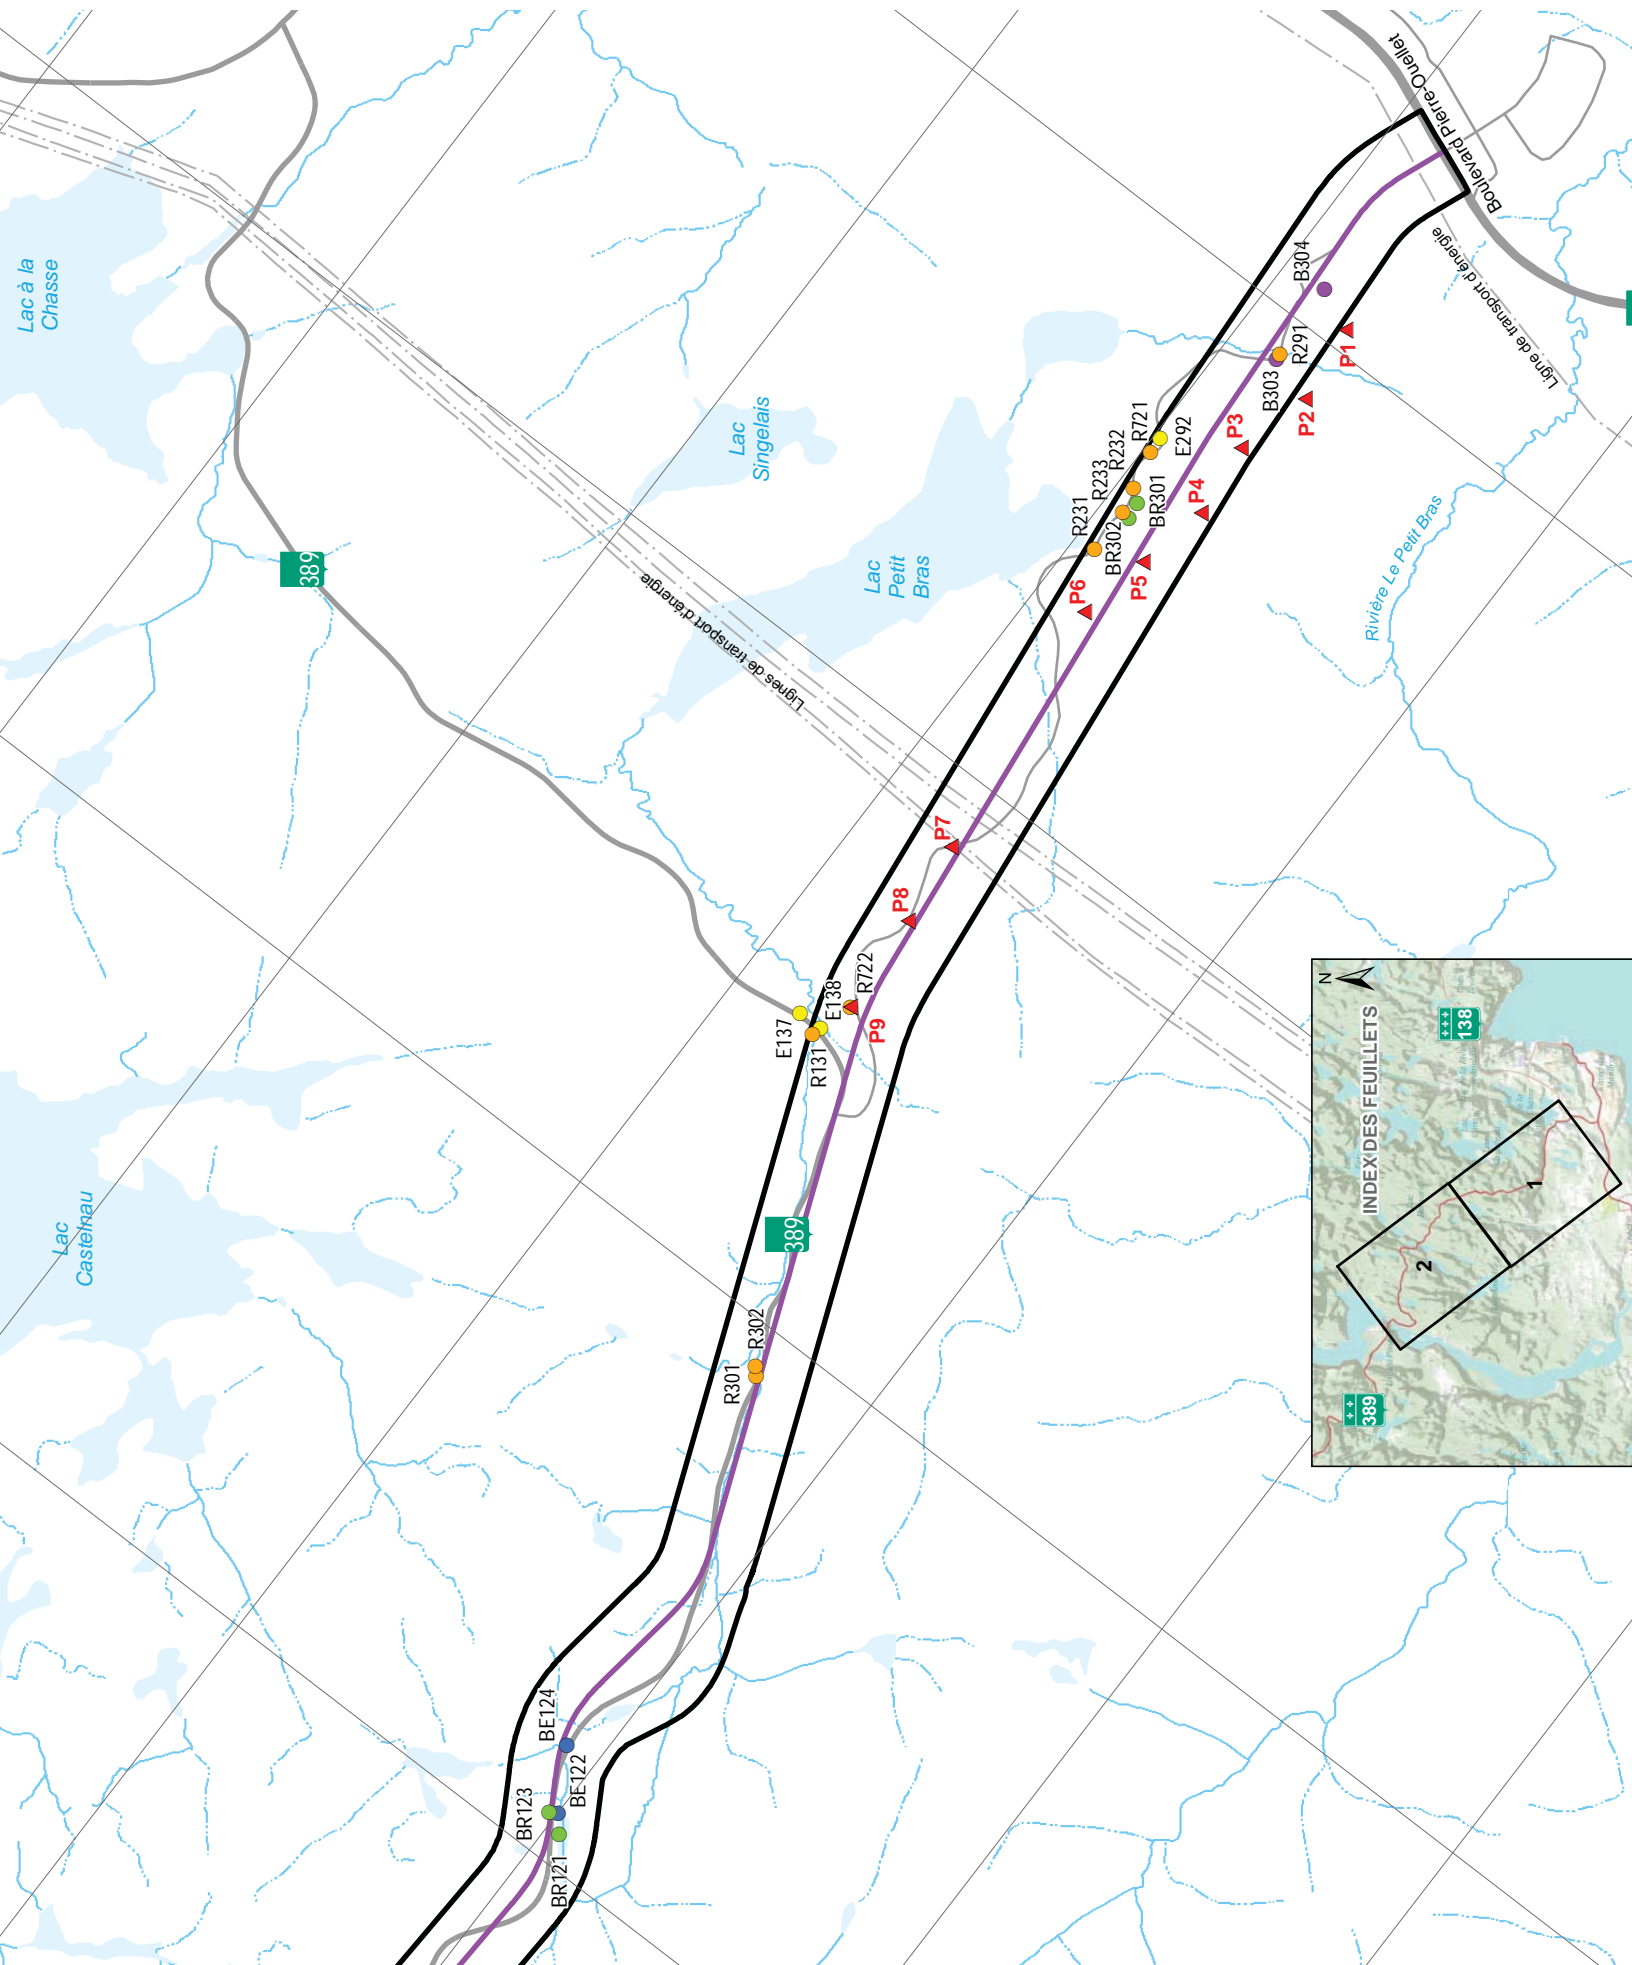 Lac à la
Chasse
389
Lac
Singelais
Lac
Petit
Bras
Lignes de transport d'énergie
Boulevard Pierre-Ouellet
Ligne de transport d'énergie
Rivière Le Petit Bras
B304
R291
B303
P1
P2
P3
R721
E292
R232
R233
BR301
P4
R231
BR302
P5
P6
P7
P8
R722
E138
P9
E137
R131
389
Lac
Castelnau
R302
R301
BE124
BE122
BR123
BR121
N
INDEX DES FEUILLETS
138
389
1
2